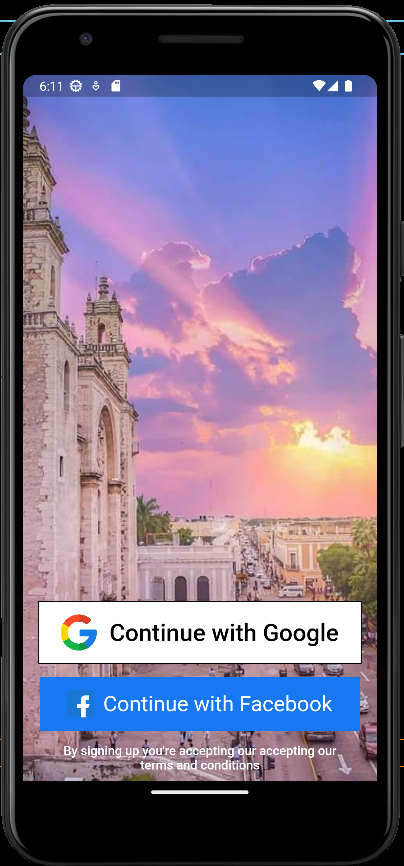 6:11
Continue with Google
Continue with Facebook
By signing up you're accepting our accepting our
terms and conditions